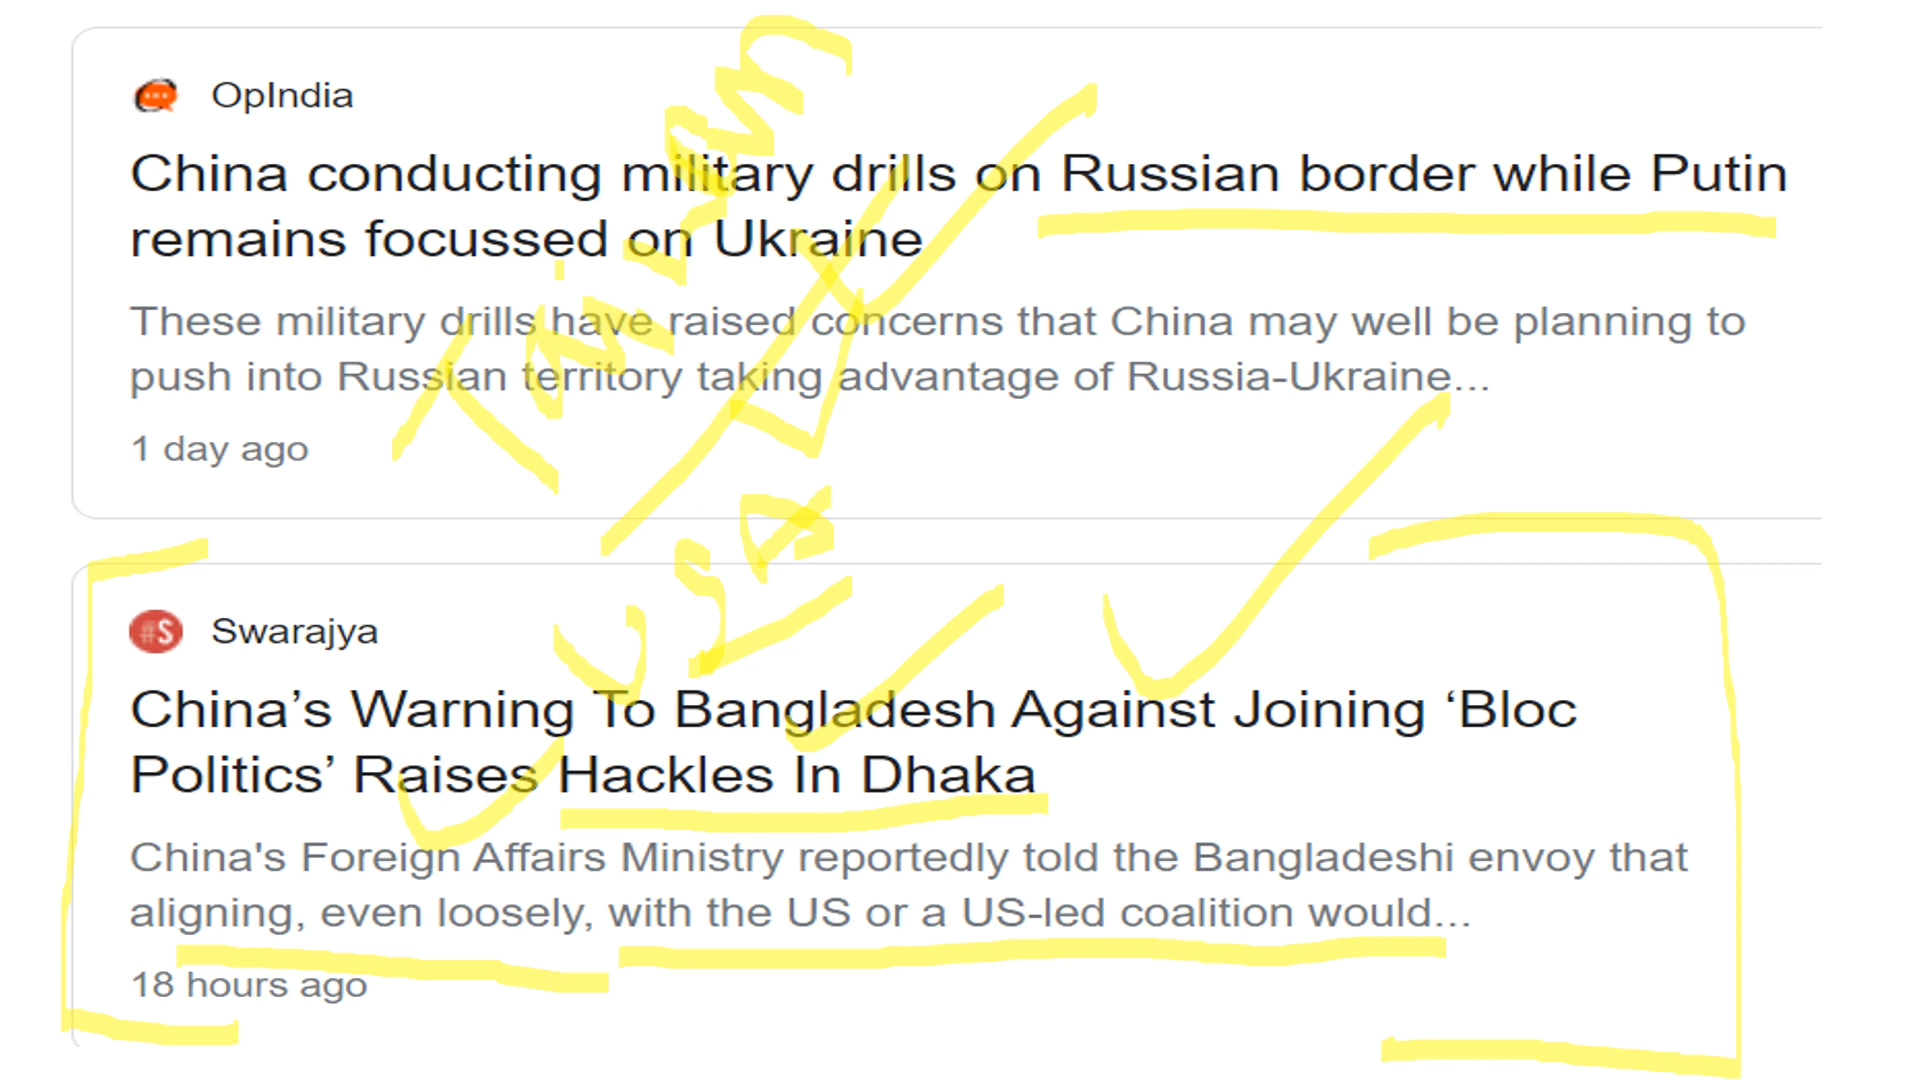 OpIndia
China conducting military drills on Russian border while Putin
remains focussed on Ukraine
These military drills have raised concerns that China may well be planning to
push into Russian territory taking advantage of Russia-Ukraine...
1 day ago
Taiwan
USA
#S Swarajya
China’s Warning To Bangladesh Against Joining ‘Bloc
Politics’ Raises Hackles In Dhaka
China's Foreign Affairs Ministry reportedly told the Bangladeshi envoy that
aligning, even loosely, with the US or a US-led coalition would...
18 hours ago